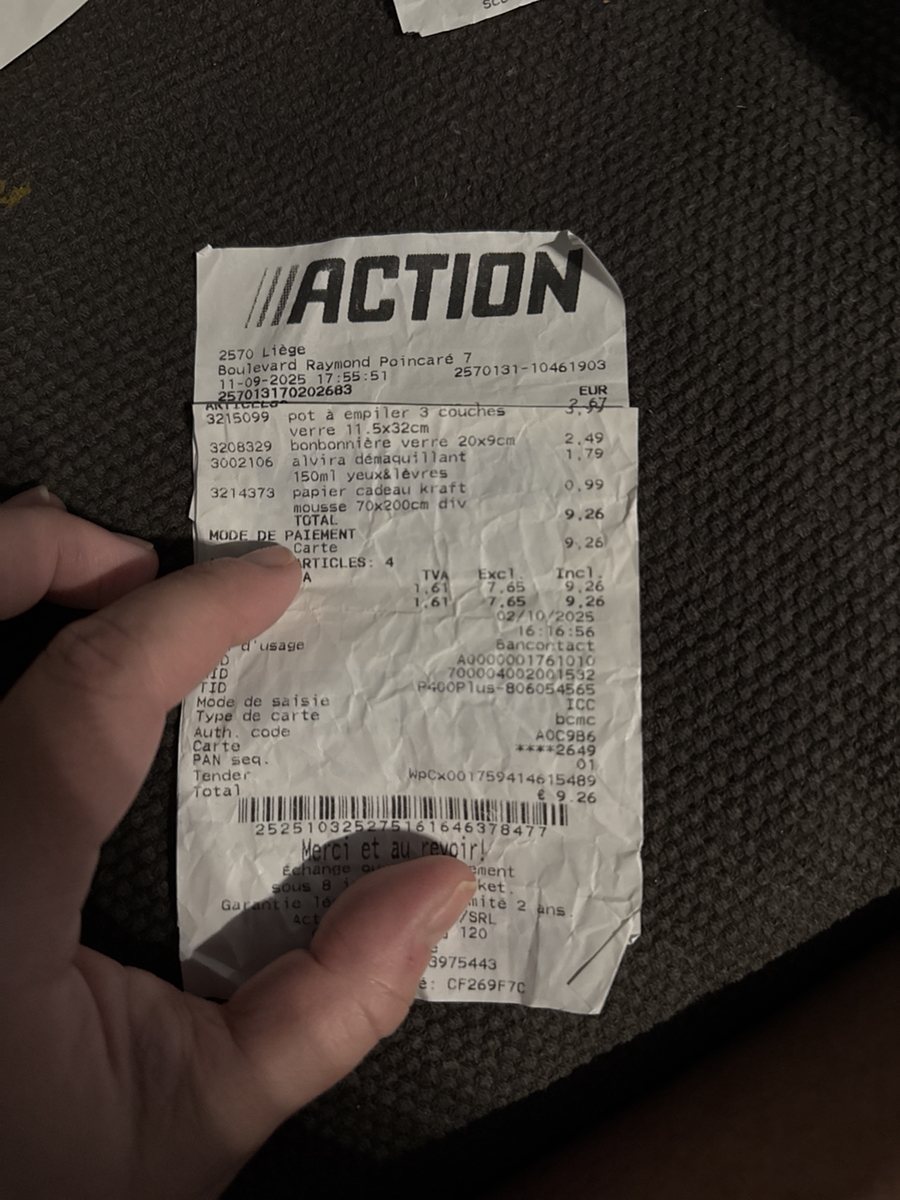 ///ACTION
2570 Liège
Boulevard Raymond Poincaré 7
11-09-2025 17:55:51 2570131-10461903
257013170202683 EUR
ARTICLES
3215099 pot à empiler 3 couches
verre 11.5x32cm
3208329 bonbonnière verre 20x9cm 2,49
3002106 alvira démaquillant 1,79
150ml yeux&lèvres
3214373 papier cadeau kraft 0,99
mousse 70x200cm div
TOTAL 9,26
MODE DE PAIEMENT
Carte 9,26
ARTICLES: 4
A TVA Excl. Incl.
1.61 7.65 9.26
1.61 7.65 9.26
02/10/2025
16:16:56
d'usage Bancontact
A0000001761010
700004002001532
TID P400Plus-806054565
Mode de saisie ICC
Type de carte bcmc
Auth. code A0C9B6
Carte ****2649
PAN seq. 01
Tender WpCx001759414615489
Total € 9.26
252510325275161646378477
Merci et au revoir!
Échange
sous 8 ket.
Garantie 2 ans.
/SRL
120
3975443
CF269F7C